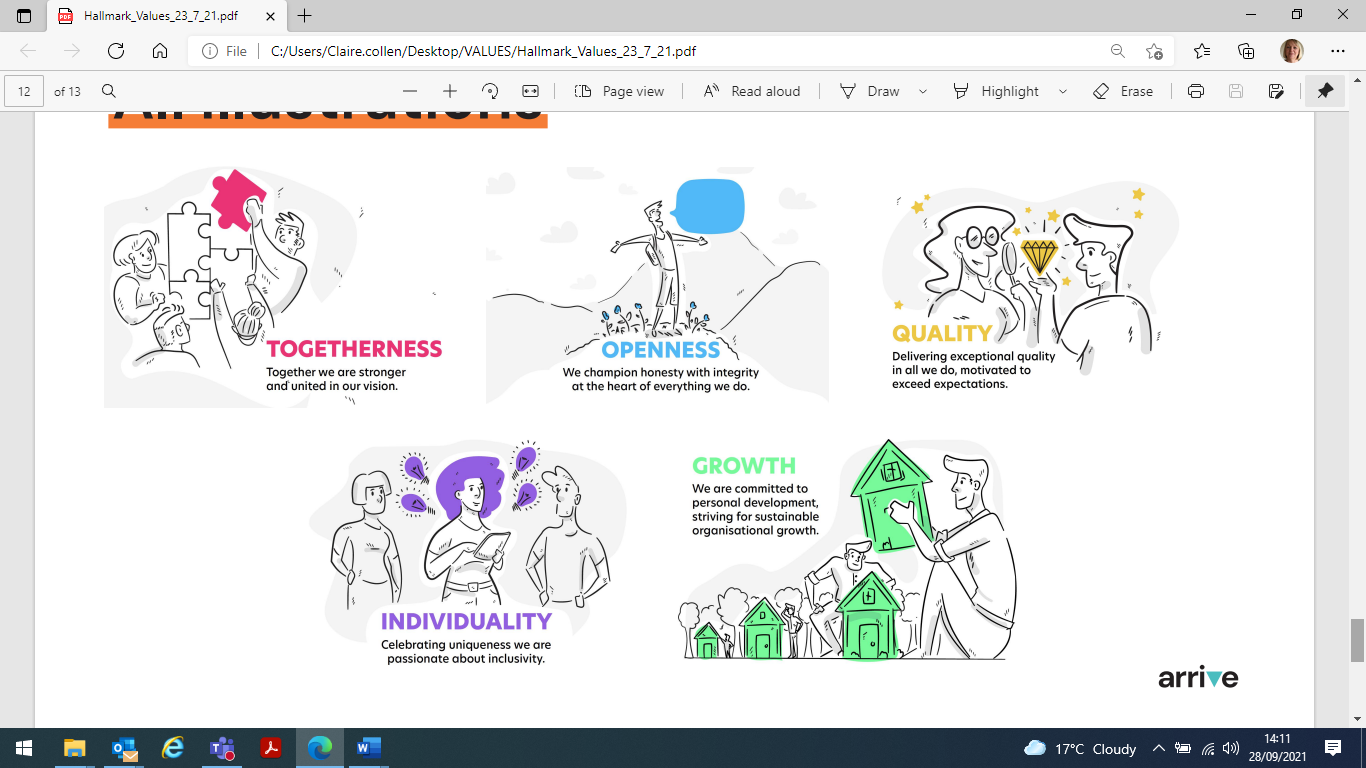 Hallmark_Values_23_7_21.pdf
File
C:/Users/Claire.collen/Desktop/VALUES/Hallmark_Values_23_7_21.pdf
12 of 13
Page view
Read aloud
Draw
Highlight
Erase
All Illustrations
TOGETHERNESS
Together we are stronger
and united in our vision.
OPENNESS
We champion honesty with integrity
at the heart of everything we do.
QUALITY
Delivering exceptional quality
in all we do, motivated to
exceed expectations.
INDIVIDUALITY
Celebrating uniqueness we are
passionate about inclusivity.
GROWTH
We are committed to
personal development,
striving for sustainable
organisational growth.
arrive
17°C Cloudy
14:11
28/09/2021